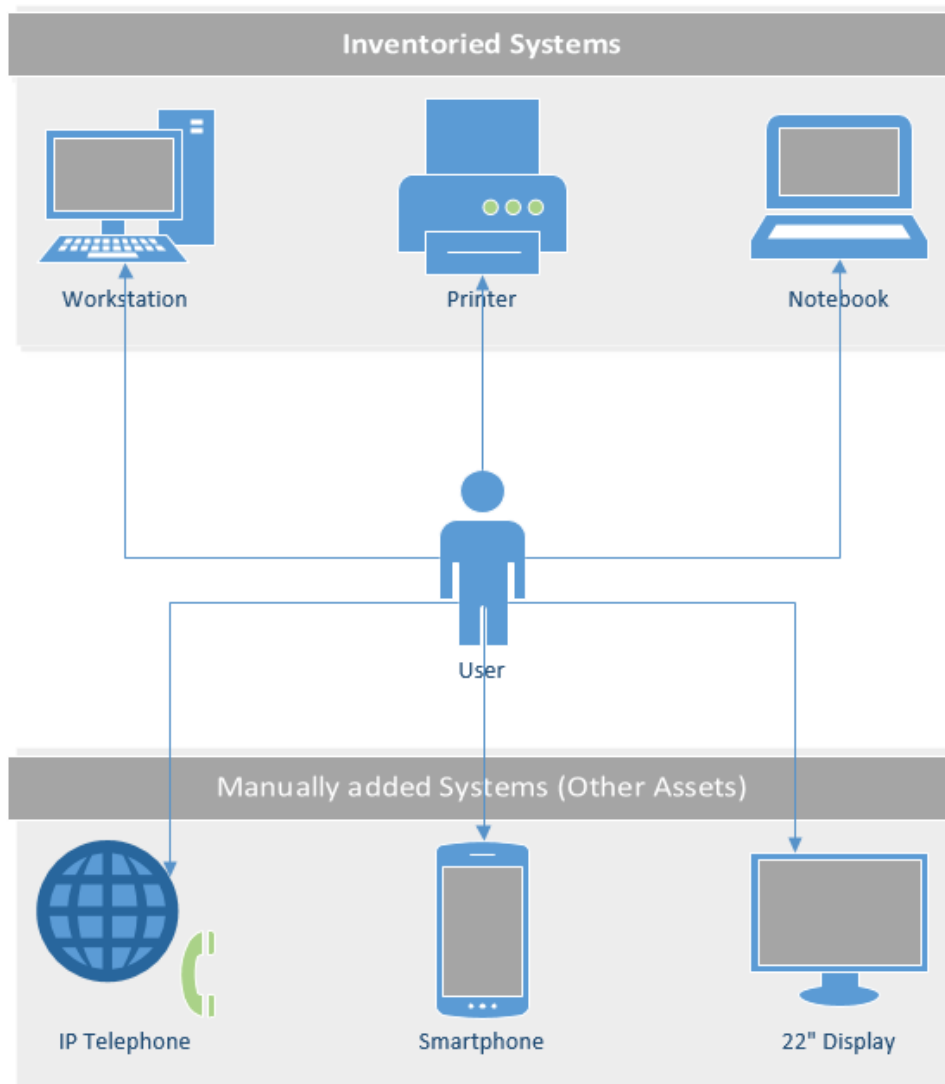 Inventoried Systems
Workstation
Printer
Notebook
User
Manually added Systems (Other Assets)
IP Telephone
Smartphone
22" Display